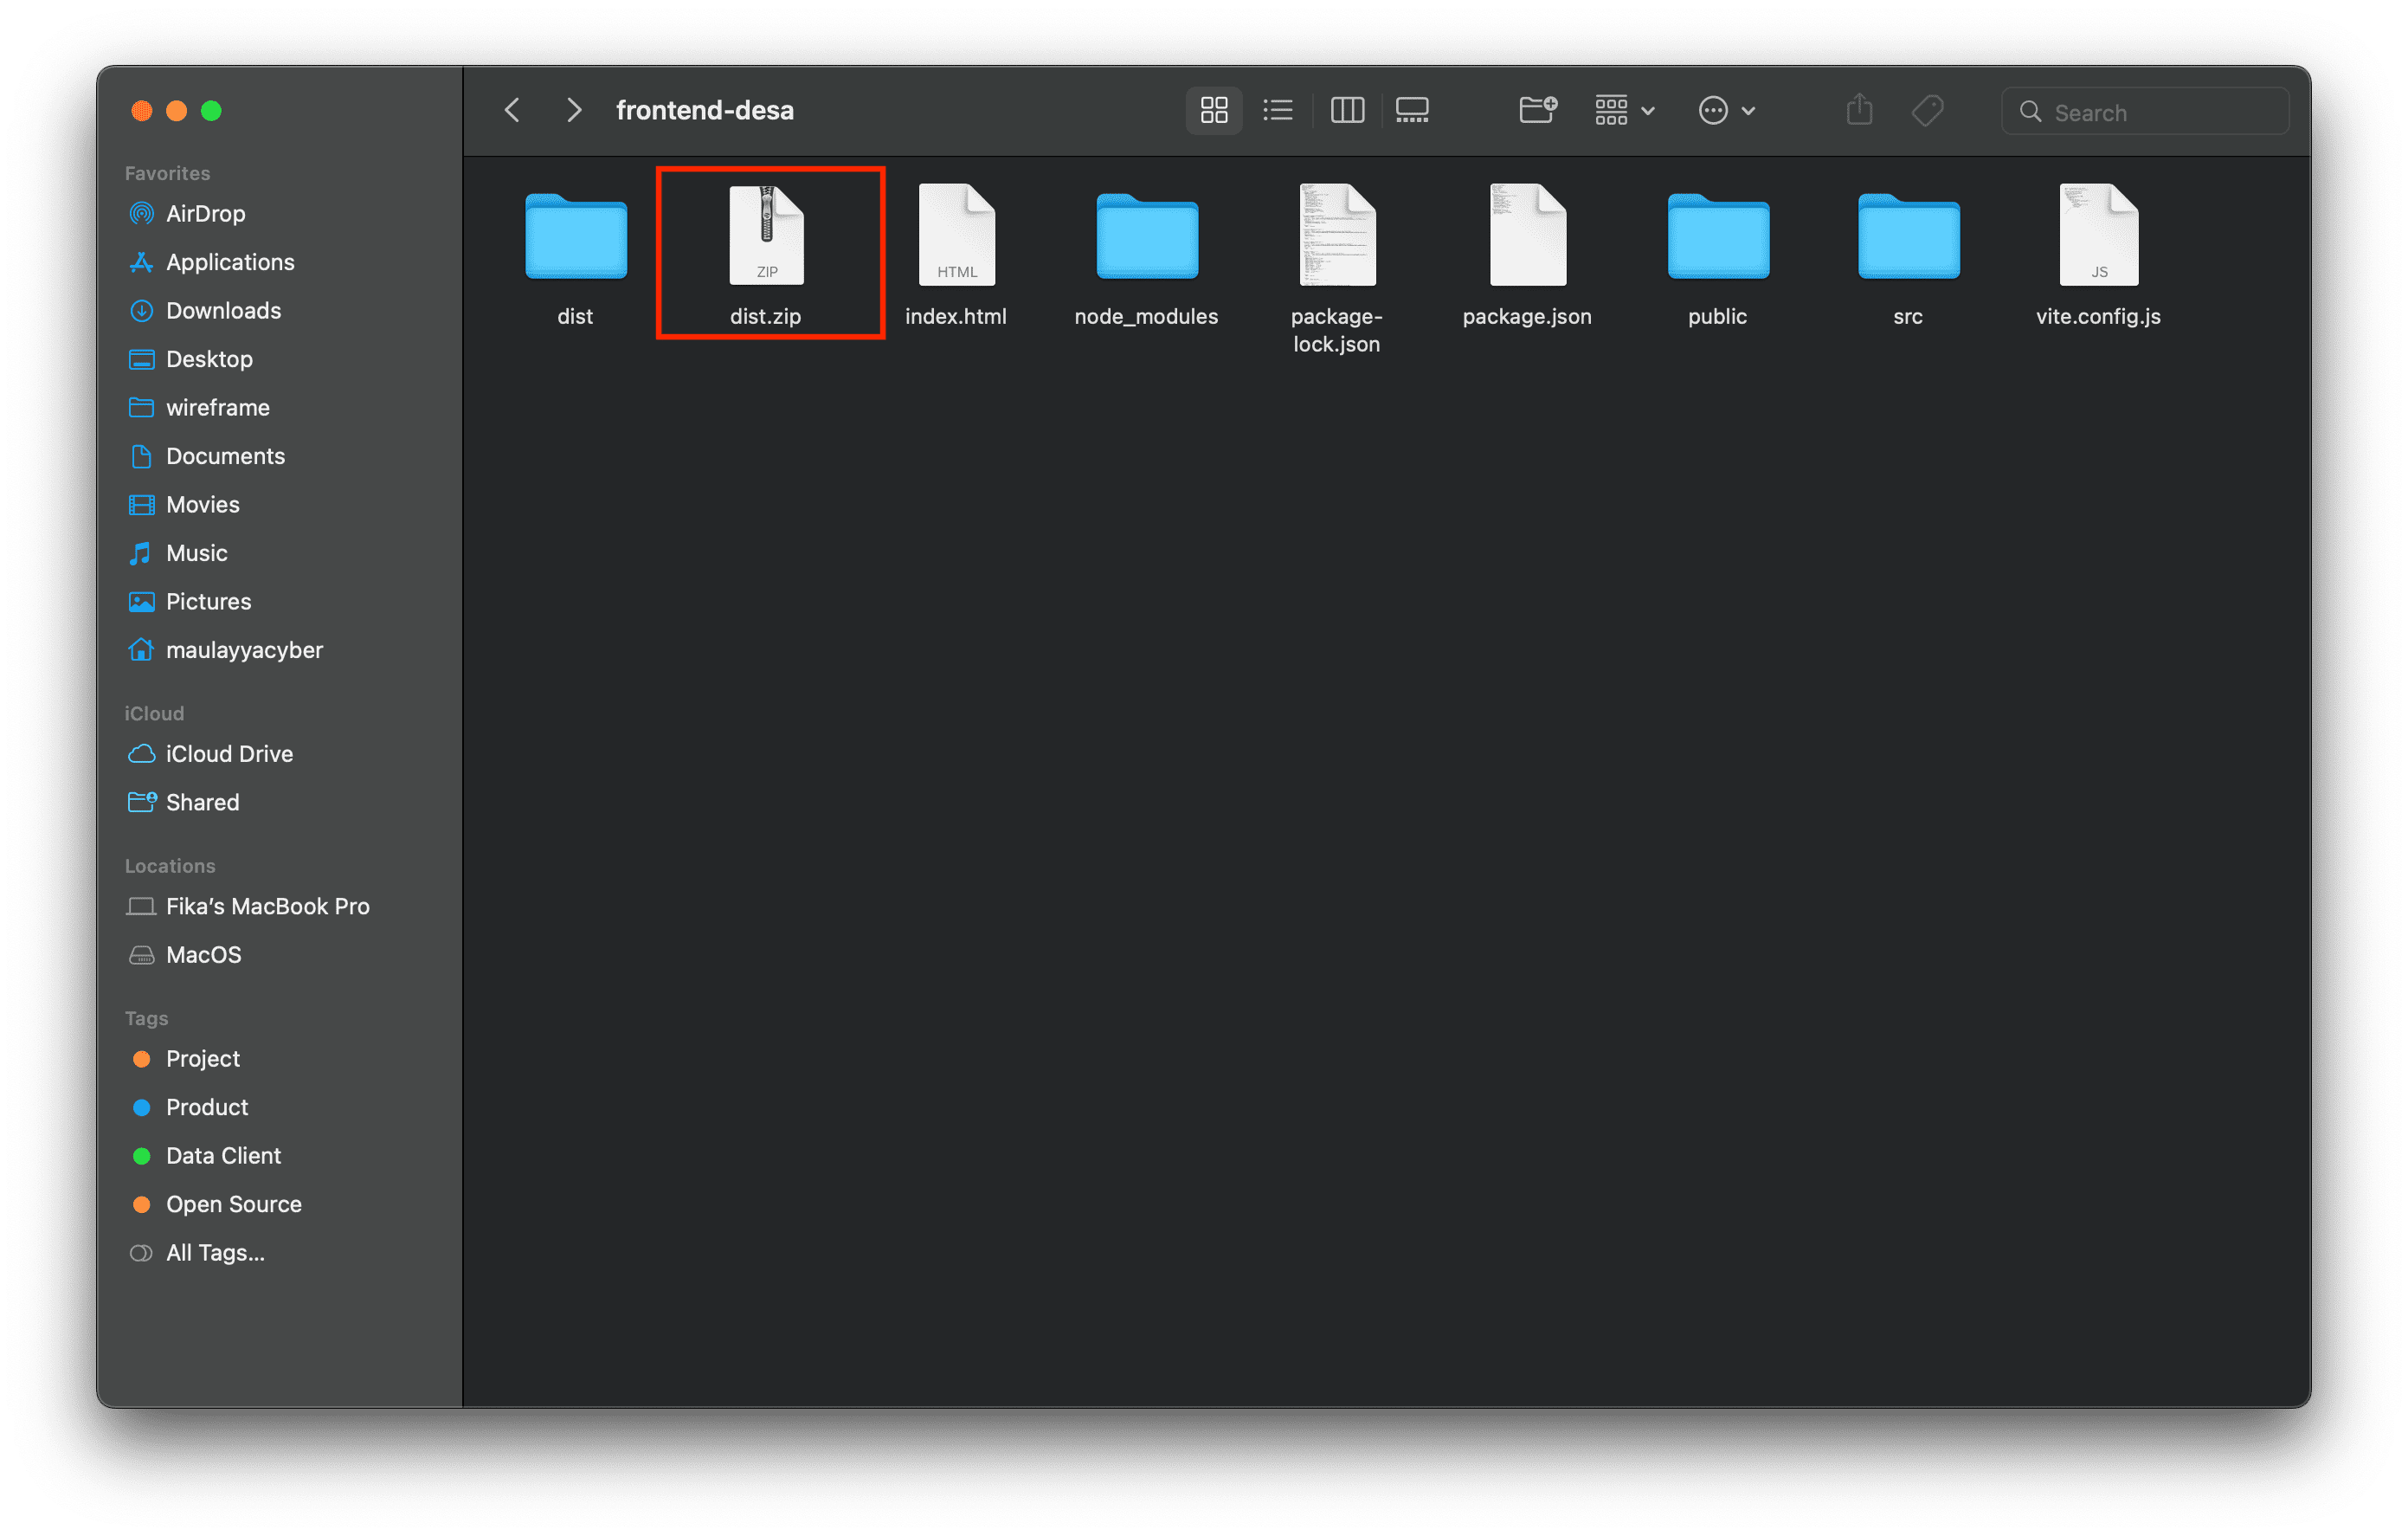 frontend-desa
Search
Favorites
AirDrop
Applications
Downloads
Desktop
wireframe
Documents
Movies
Music
Pictures
maulayyacyber
iCloud
iCloud Drive
Shared
Locations
Fika’s MacBook Pro
MacOS
Tags
Project
Product
Data Client
Open Source
All Tags...
ZIP
HTML
JS
dist
dist.zip
index.html
node_modules
package-
lock.json
package.json
public
src
vite.config.js